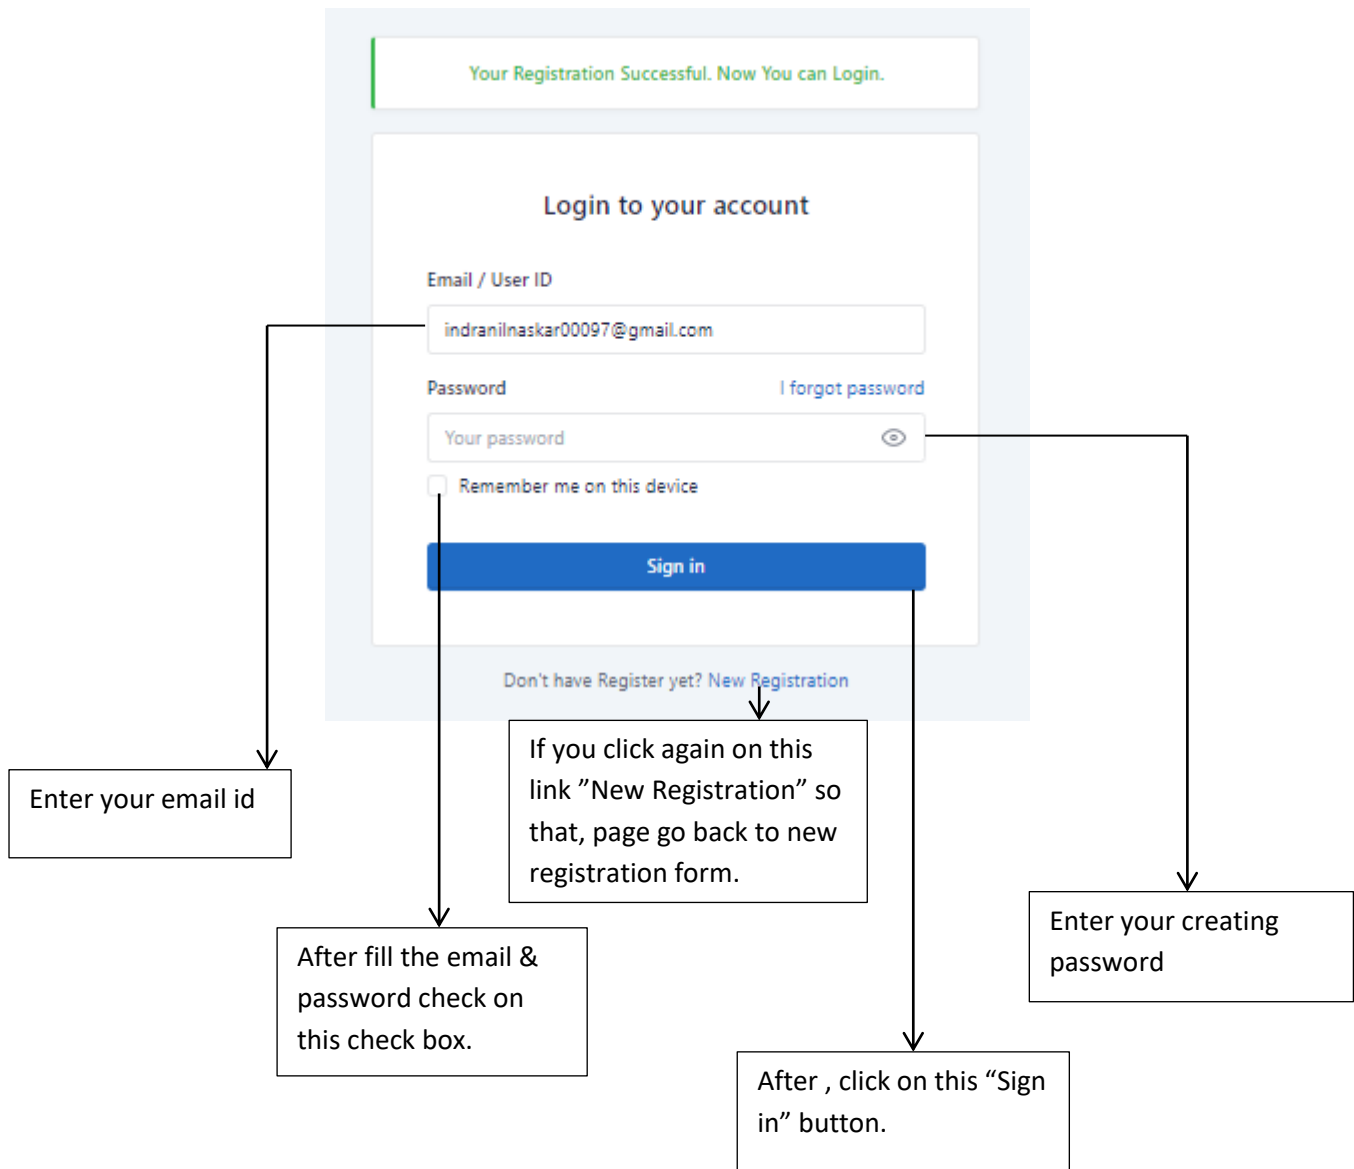 Your Registration Successful. Now You can Login.
Login to your account
Email / User ID
indranilnaskar00097@gmail.com
Password
I forgot password
Your password
Remember me on this device
Sign in
Don't have Register yet? New Registration
If you click again on this
link ”New Registration” so
that, page go back to new
registration form.
Enter your email id
Enter your creating
password
After fill the email &
password check on
this check box.
After , click on this “Sign
in” button.